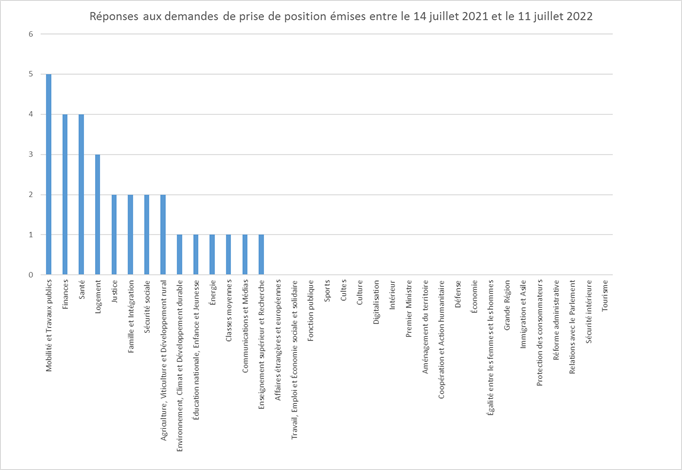 Réponses aux demandes de prise de position émises entre le 14 juillet 2021 et le 11 juillet 2022
6
5
4
3
2
1
0
Mobilité et Travaux publics
Finances
Santé
Logement
Justice
Famille et Intégration
Sécurité sociale
Agriculture, Viticulture et Développement rural
Environnement, Climat et Développement durable
Éducation nationale, Enfance et Jeunesse
Énergie
Classes moyennes
Communications et Médias
Enseignement supérieur et Recherche
Affaires étrangères et européennes
Travail, Emploi et Économie sociale et solidaire
Fonction publique
Sports
Cultes
Culture
Digitalisation
Intérieur
Premier Ministre
Aménagement du territoire
Coopération et Action humanitaire
Défense
Économie
Égalité entre les femmes et les hommes
Grande Région
Immigration et Asile
Protection des consommateurs
Réforme administrative
Relations avec le Parlement
Sécurité intérieure
Tourisme